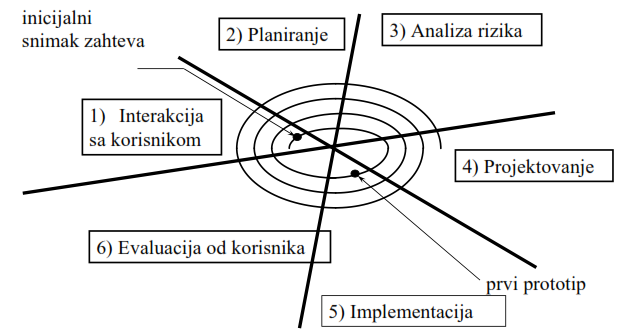 inicijalni
snimak zahteva
2) Planiranje
3) Analiza rizika
1) Interakcija
sa korisnikom
4) Projektovanje
6) Evaluacija od korisnika
prvi prototip
5) Implementacija